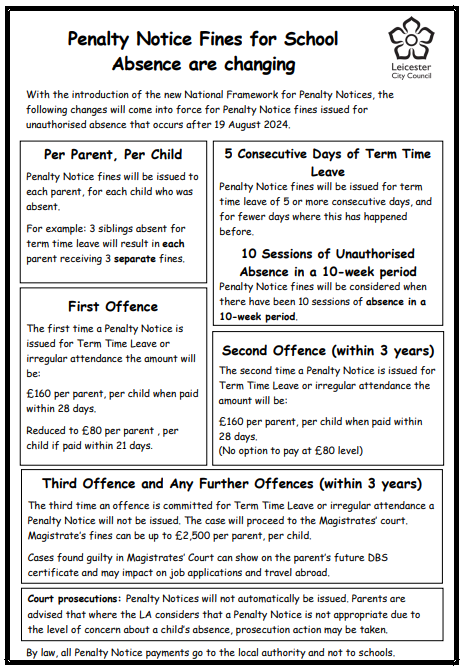 Penalty Notice Fines for School
Absence are changing
Leicester
City Council
With the introduction of the new National Framework for Penalty Notices, the
following changes will come into force for Penalty Notice fines issued for
unauthorised absence that occurs after 19 August 2024.
Per Parent, Per Child
Penalty Notice fines will be issued to
each parent, for each child who was
absent.
For example: 3 siblings absent for
term time leave will result in each
parent receiving 3 separate fines.
5 Consecutive Days of Term Time
Leave
Penalty Notice fines will be issued for term
time leave of 5 or more consecutive days, and
for fewer days where this has happened
before.
10 Sessions of Unauthorised
Absence in a 10-week period
Penalty Notice fines will be considered when
there have been 10 sessions of absence in a
10-week period.
First Offence
The first time a Penalty Notice is
issued for Term Time Leave or
irregular attendance the amount will
be:
£160 per parent, per child when paid
within 28 days.
Reduced to £80 per parent , per
child if paid within 21 days.
Second Offence (within 3 years)
The second time a Penalty Notice is issued for
Term Time Leave or irregular attendance the
amount will be:
£160 per parent, per child when paid within
28 days.
(No option to pay at £80 level)
Third Offence and Any Further Offences (within 3 years)
The third time an offence is committed for Term Time Leave or irregular attendance a
Penalty Notice will not be issued. The case will proceed to the Magistrates' court.
Magistrate's fines can be up to £2,500 per parent, per child.
Cases found guilty in Magistrates' Court can show on the parent's future DBS
certificate and may impact on job applications and travel abroad.
Court prosecutions: Penalty Notices will not automatically be issued. Parents are
advised that where the LA considers that a Penalty Notice is not appropriate due to
the level of concern about a child's absence, prosecution action may be taken.
By law, all Penalty Notice payments go to the local authority and not to schools.